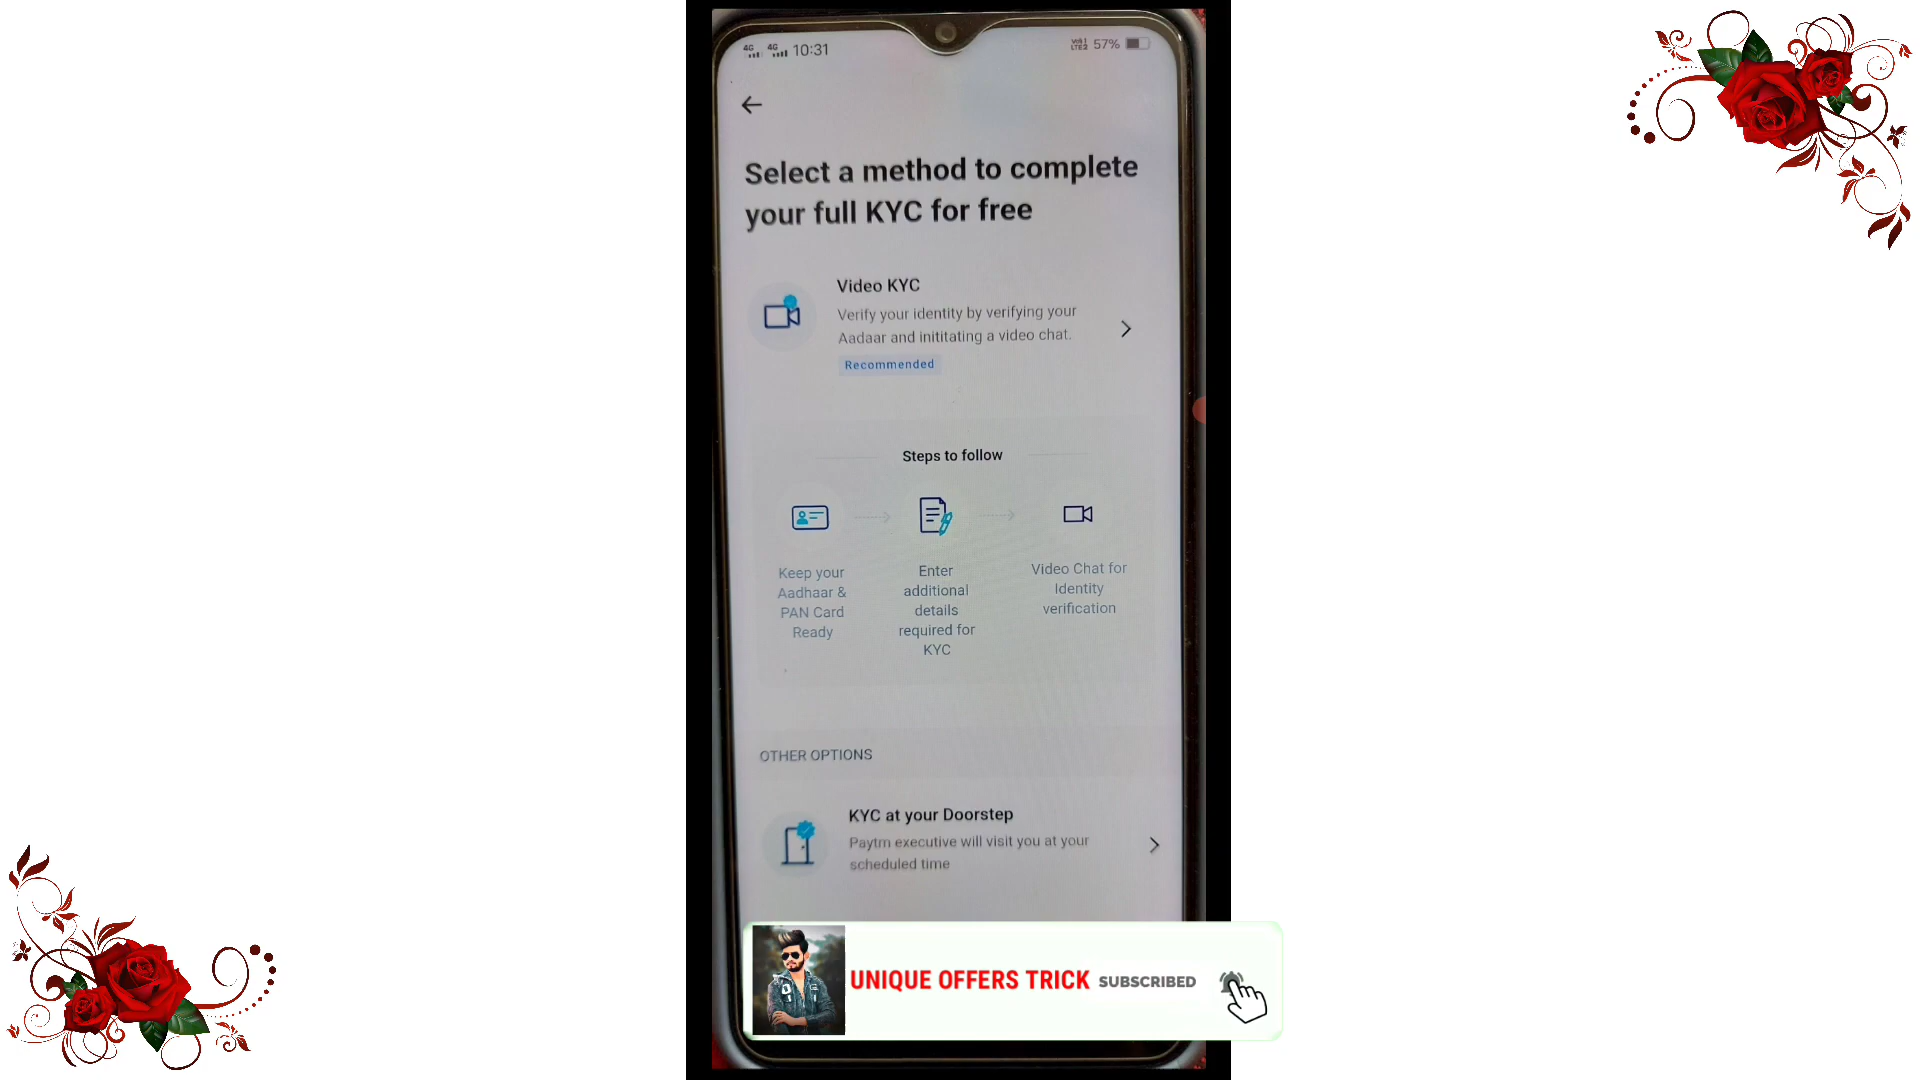 4G 4G 10:31
57%
Select a method to complete
your full KYC for free
Video KYC
Verify your identity by verifying your
Aadaar and inititating a video chat.
Recommended
Steps to follow
Keep your
Aadhaar &
PAN Card
Ready
Enter
additional
details
required for
KYC
Video Chat for
Identity
verification
OTHER OPTIONS
KYC at your Doorstep
Paytm executive will visit you at your
scheduled time
UNIQUE OFFERS TRICK SUBSCRIBED